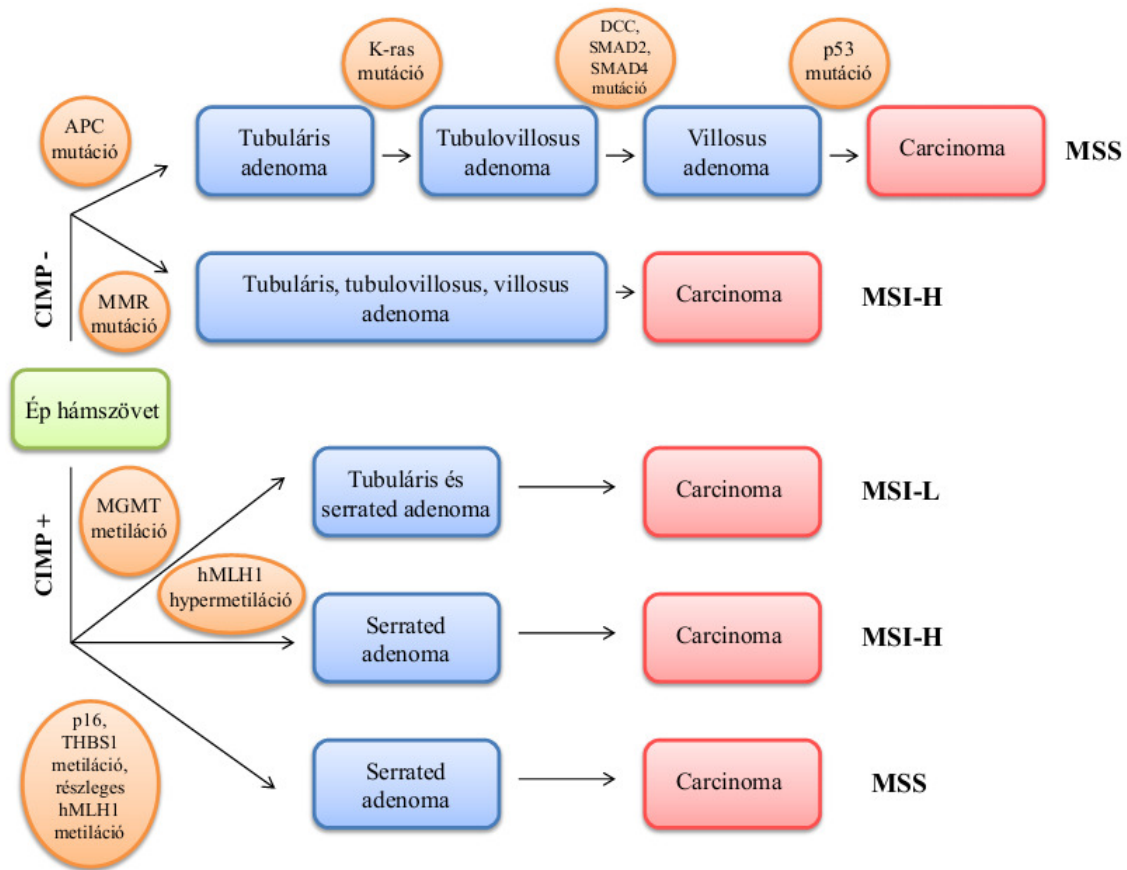 K-ras
mutáció
DCC,
SMAD2,
SMAD4
mutáció
p53
mutáció
APC
mutáció
Tubuláris
adenoma
Tubulovillosus
adenoma
Villosus
adenoma
Carcinoma
MSS
CIMP -
MMR
mutáció
Tubuláris, tubulovillosus, villosus
adenoma
Carcinoma
MSI-H
Ép hámszövet
CIMP +
MGMT
metiláció
Tubuláris és
serrated adenoma
Carcinoma
MSI-L
hMLH1
hypermetiláció
Serrated
adenoma
Carcinoma
MSI-H
p16,
THBS1
metiláció,
részleges
hMLH1
metiláció
Serrated
adenoma
Carcinoma
MSS